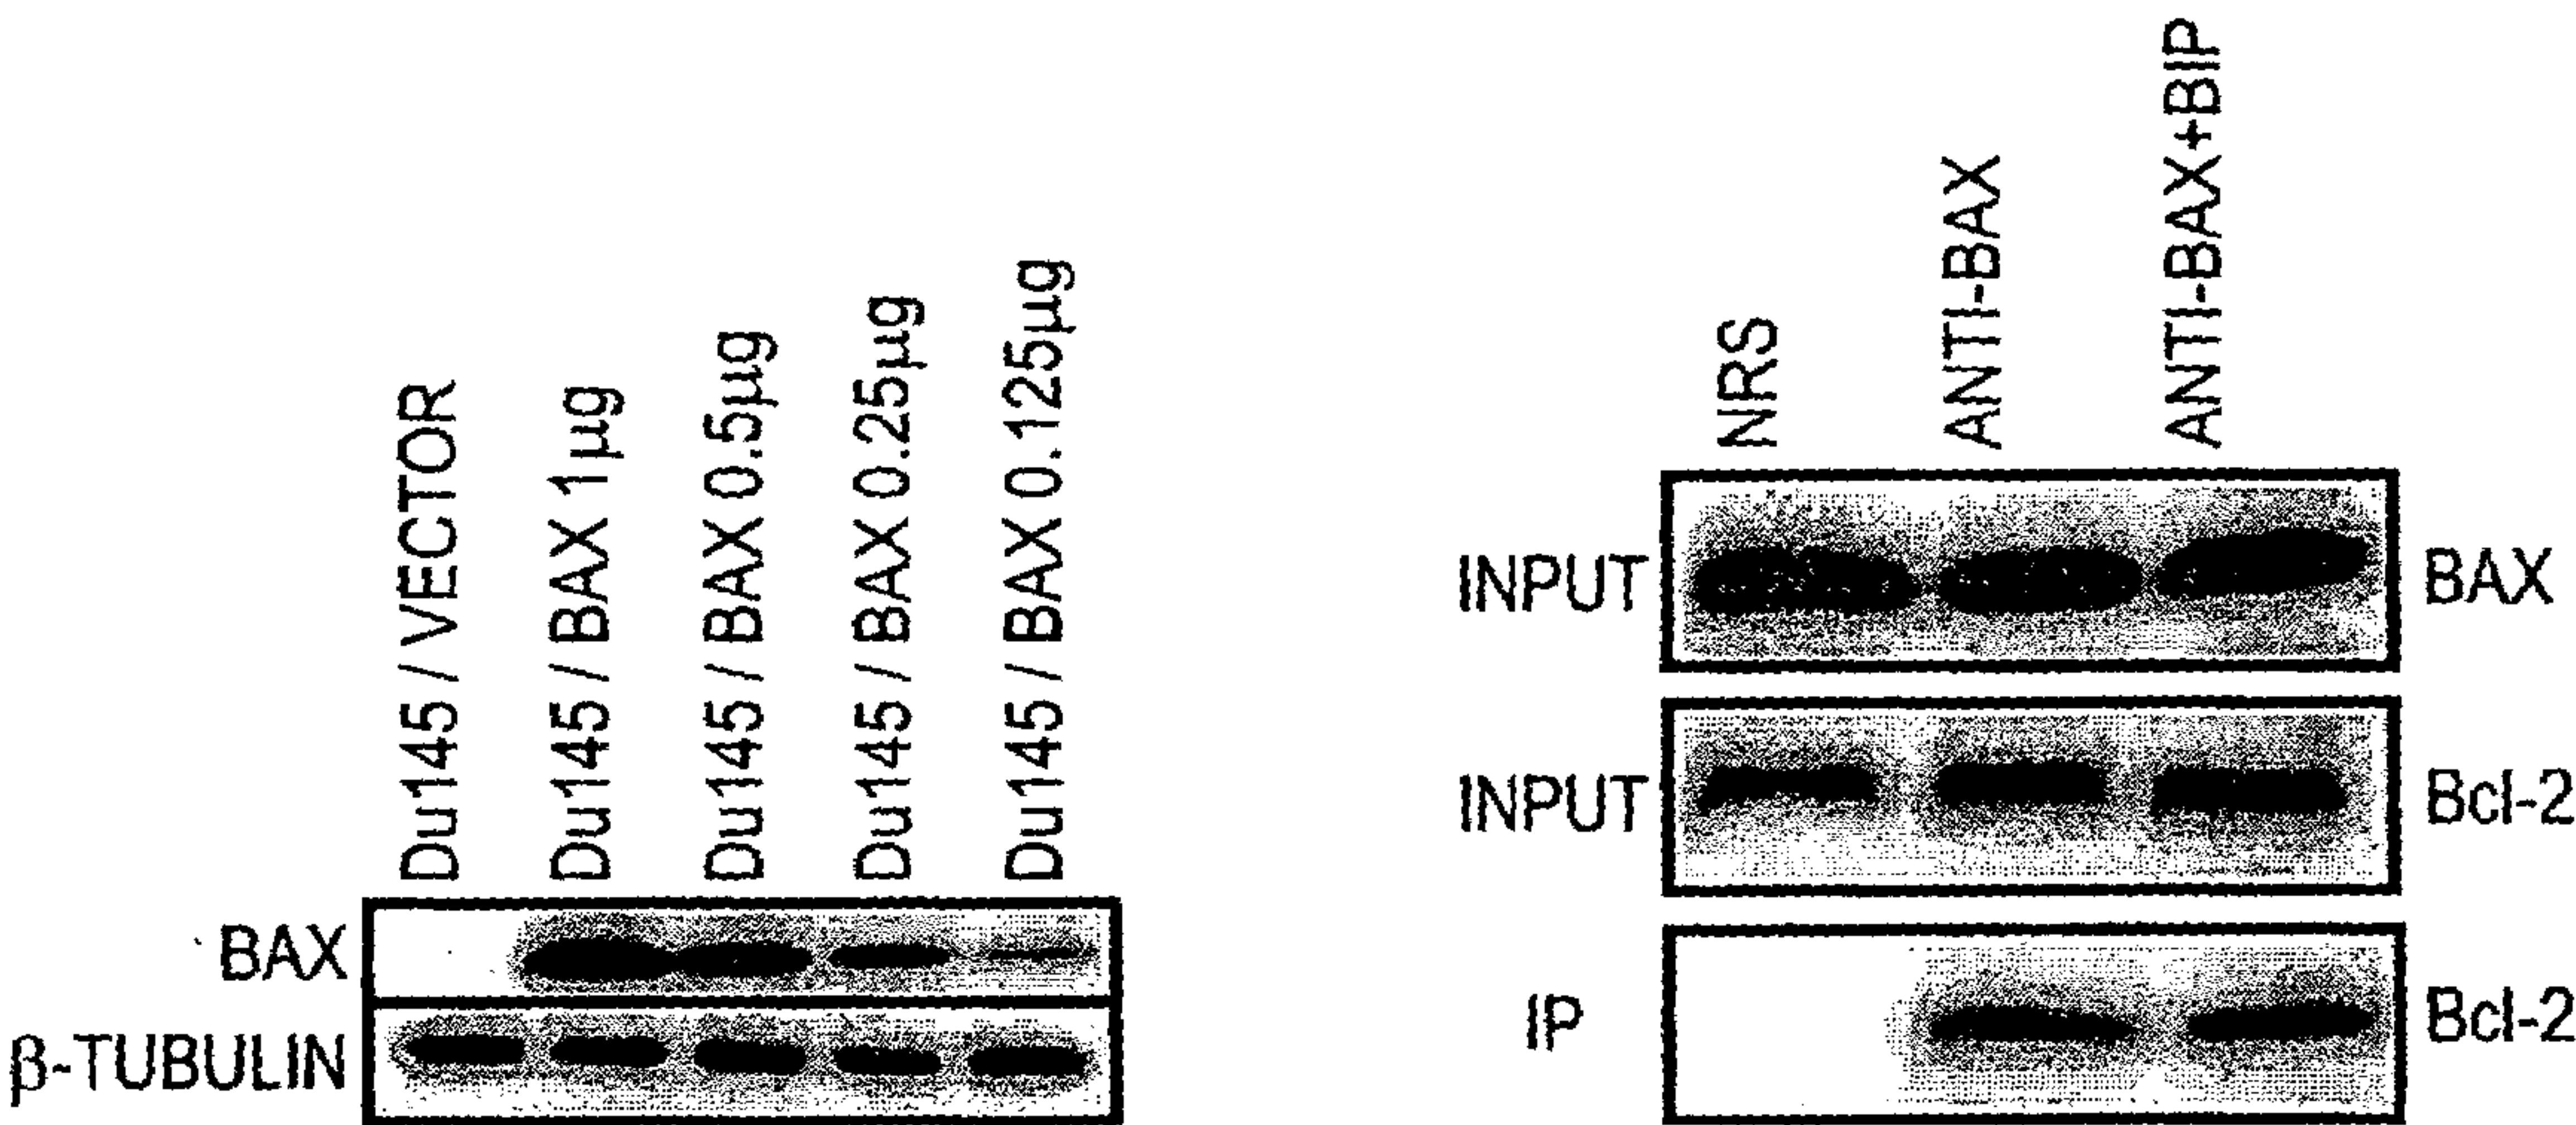 Du145 / VECTOR
Du145 / BAX 1μg
Du145 / BAX 0.5μg
Du145 / BAX 0.25μg
Du145 / BAX 0.125μg
BAX
β-TUBULIN
NRS
ANTI-BAX
ANTI-BAX+BIP
INPUT
BAX
INPUT
Bcl-2
IP
Bcl-2